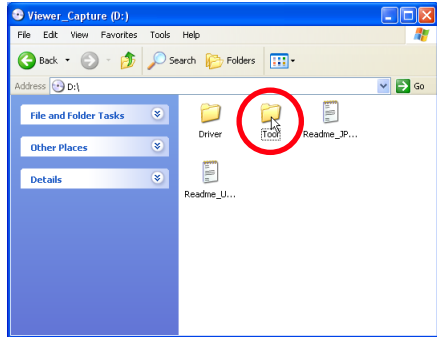 Viewer_Capture (D:)
File Edit View Favorites Tools Help
Back Search Folders
Address D:\ Go
File and Folder Tasks
Other Places
Details
Driver Tool Readme_JP...
Readme_U...